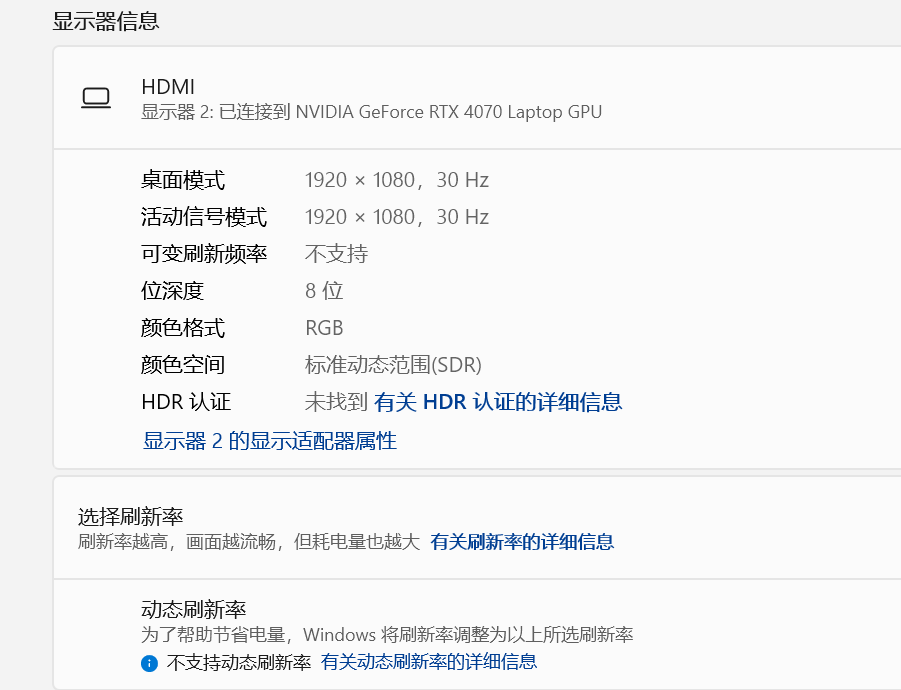 显示器信息
HDMI
显示器 2: 已连接到 NVIDIA GeForce RTX 4070 Laptop GPU
桌面模式 1920 × 1080，30 Hz
活动信号模式 1920 × 1080，30 Hz
可变刷新频率 不支持
位深度 8 位
颜色格式 RGB
颜色空间 标准动态范围(SDR)
HDR 认证 未找到 有关 HDR 认证的详细信息
显示器 2 的显示适配器属性
选择刷新率
刷新率越高，画面越流畅，但耗电量也越大 有关刷新率的详细信息
动态刷新率
为了帮助节省电量，Windows 将刷新率调整为以上所选刷新率
不支持动态刷新率 有关动态刷新率的详细信息